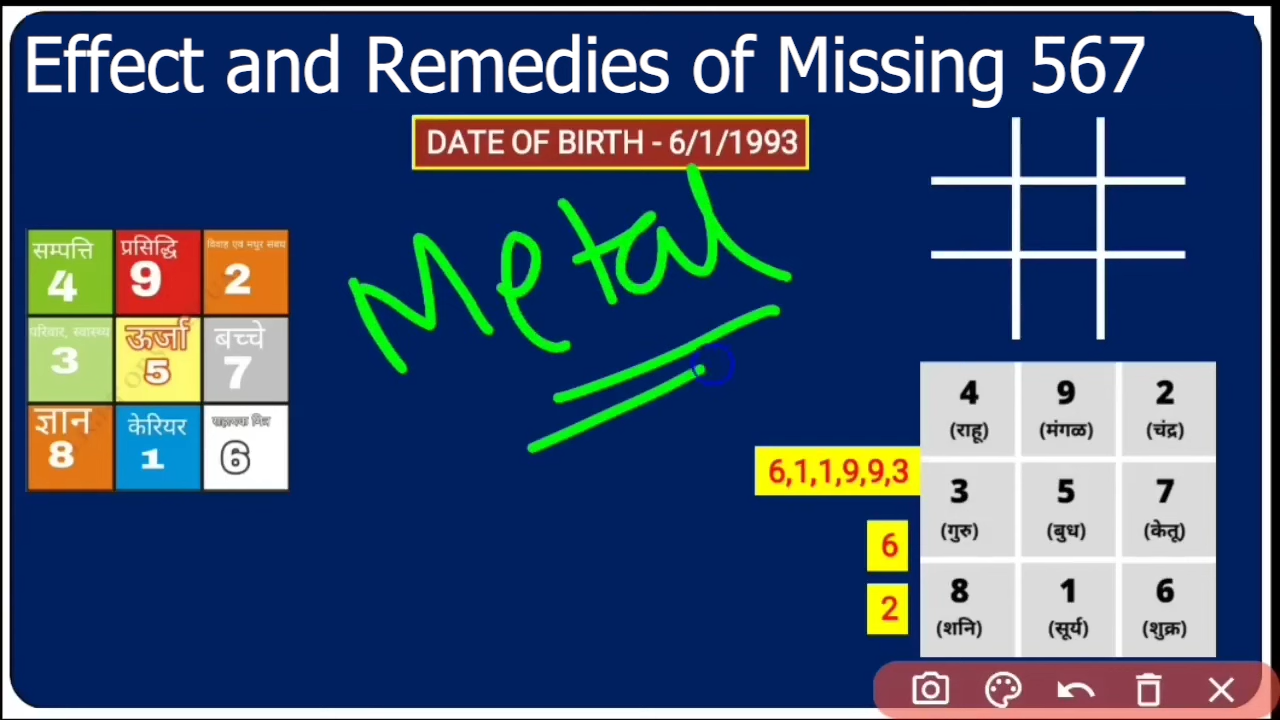 Effect and Remedies of Missing 567
DATE OF BIRTH - 6/1/1993
Metal
सम्पत्ति
4
प्रसिद्धि
9
विवाह एवं मधुर संबंध
2
परिवार, स्वास्थ्य
3
ऊर्जा
5
बच्चे
7
ज्ञान
8
केरियर
1
सहायक मित्र
6
6,1,1,9,9,3
6
2
4 9 2
(राहू) (मंगळ) (चंद्र)
3 5 7
(गुरु) (बुध) (केतू)
8 1 6
(शनि) (सूर्य) (शुक्र)